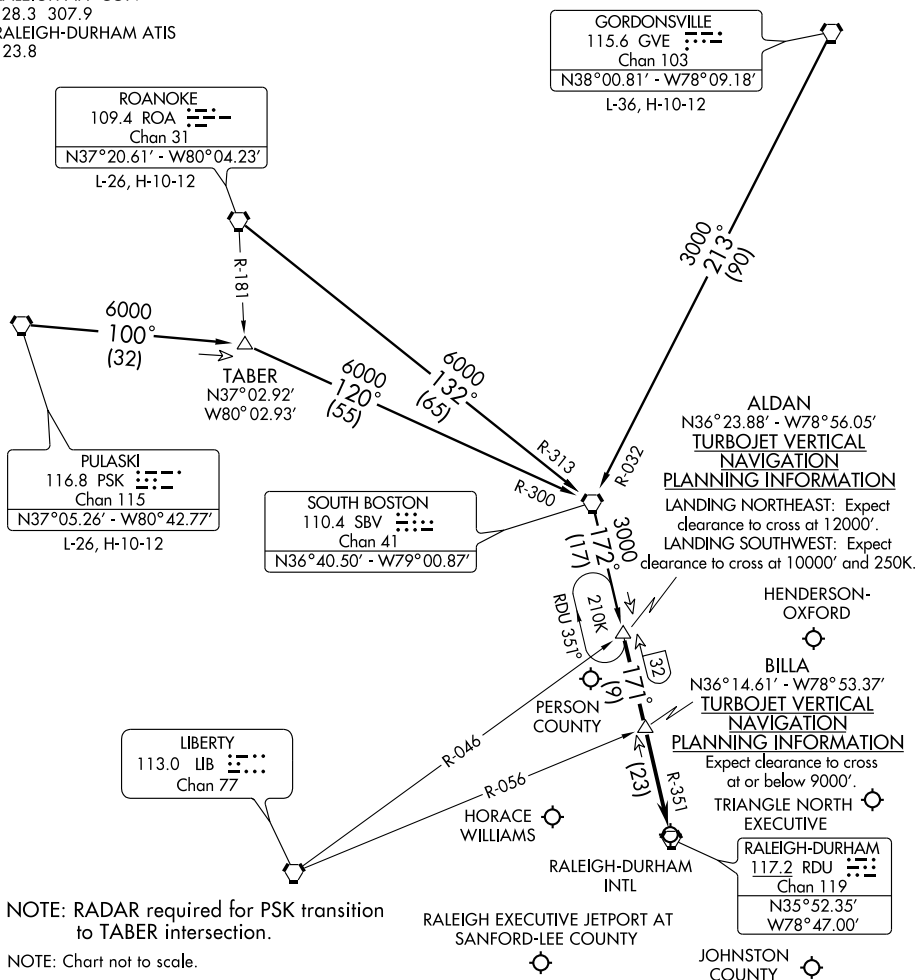 28.3 307.9
RALEIGH-DURHAM ATIS
23.8
GORDONSVILLE
115.6 GVE
Chan 103
N38°00.81' - W78°09.18'
L-36, H-10-12
ROANOKE
109.4 ROA
Chan 31
N37°20.61' - W80°04.23'
L-26, H-10-12
R-181
3000
213°
(90)
6000
100°
(32)
TABER
N37°02.92'
W80°02.93'
6000
120°
(55)
6000
132°
(65)
R-313
R-300
R-032
PULASKI
116.8 PSK
Chan 115
N37°05.26' - W80°42.77'
L-26, H-10-12
SOUTH BOSTON
110.4 SBV
Chan 41
N36°40.50' - W79°00.87'
3000
172°
(17)
ALDAN
N36°23.88' - W78°56.05'
TURBOJET VERTICAL
NAVIGATION
PLANNING INFORMATION
LANDING NORTHEAST: Expect
clearance to cross at 12000'.
LANDING SOUTHWEST: Expect
clearance to cross at 10000' and 250K.
210K
RDU 351°
32
171°
(9)
HENDERSON-
OXFORD
PERSON
COUNTY
BILLA
N36°14.61' - W78°53.37'
TURBOJET VERTICAL
NAVIGATION
PLANNING INFORMATION
Expect clearance to cross
at or below 9000'.
LIBERTY
113.0 LIB
Chan 77
R-046
R-056
(23)
R-351
HORACE
WILLIAMS
TRIANGLE NORTH
EXECUTIVE
RALEIGH-DURHAM
INTL
RALEIGH-DURHAM
117.2 RDU
Chan 119
N35°52.35'
W78°47.00'
NOTE: RADAR required for PSK transition
to TABER intersection.
NOTE: Chart not to scale.
RALEIGH EXECUTIVE JETPORT AT
SANFORD-LEE COUNTY
JOHNSTON
COUNTY